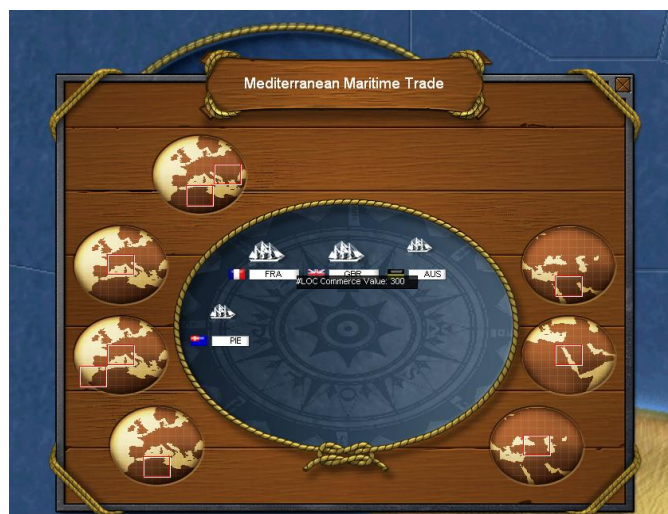 Mediterranean Maritime Trade
FRA GBR AUS
#LOC Commerce Value: 300
PIE